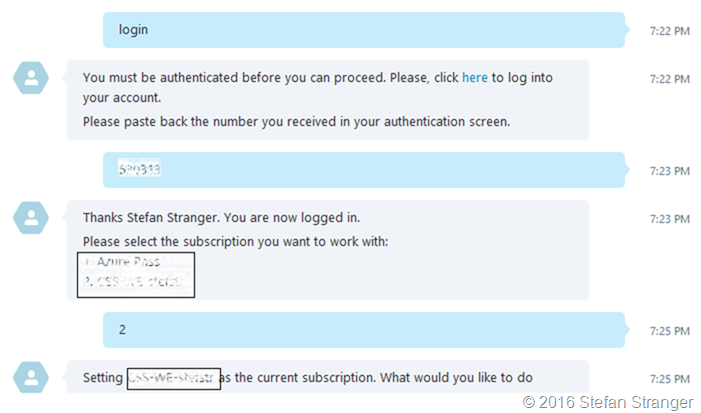 login
7:22 PM
You must be authenticated before you can proceed. Please, click here to log into
7:22 PM
your account.
Please paste back the number you received in your authentication screen.
7:23 PM
Thanks Stefan Stranger. You are now logged in.
7:23 PM
Please select the subscription you want to work with:
1. Azure Pass
2
7:25 PM
Setting as the current subscription. What would you like to do
7:25 PM
© 2016 Stefan Stranger